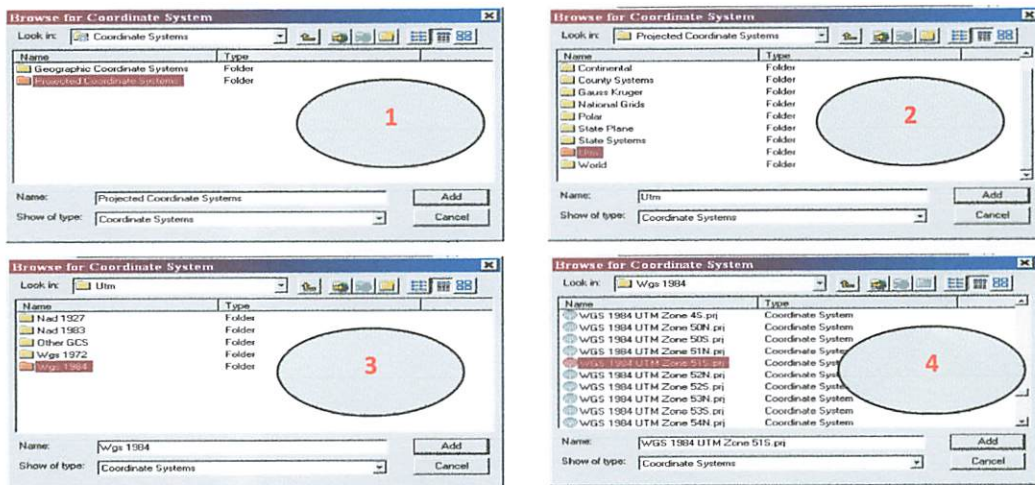 Browse for Coordinate System
Look in: Coordinate Systems
Name Type
Geographic Coordinate Systems Folder
Projected Coordinate Systems Folder
1
Name: Projected Coordinate Systems Add
Show of type: Coordinate Systems Cancel
Browse for Coordinate System
Look in: Projected Coordinate Systems
Name Type
Continental Folder
County Systems Folder
Gauss Kruger Folder
National Grids Folder
Polar Folder
State Plane Folder
State Systems Folder
Utm Folder
World Folder
2
Name: Utm Add
Show of type: Coordinate Systems Cancel
Browse for Coordinate System
Look in: Utm
Name Type
Nad 1927 Folder
Nad 1983 Folder
Other GCS Folder
Wgs 1972 Folder
Wgs 1984 Folder
3
Name: Wgs 1984 Add
Show of type: Coordinate Systems Cancel
Browse for Coordinate System
Look in: Wgs 1984
Name Type
WGS 1984 UTM Zone 4S.prj Coordinate System
WGS 1984 UTM Zone 50N.prj Coordinate System
WGS 1984 UTM Zone 50S.prj Coordinate System
WGS 1984 UTM Zone 51N.prj Coordinate Syste
WGS 1984 UTM Zone 51S.prj Coordinate Syst
WGS 1984 UTM Zone 52N.prj Coordinate Syst
WGS 1984 UTM Zone 52S.prj Coordinate Syste
WGS 1984 UTM Zone 53N.prj Coordinate System
WGS 1984 UTM Zone 53S.prj Coordinate System
WGS 1984 UTM Zone 54N.prj Coordinate System
4
Name: WGS 1984 UTM Zone 51S.prj Add
Show of type: Coordinate Systems Cancel